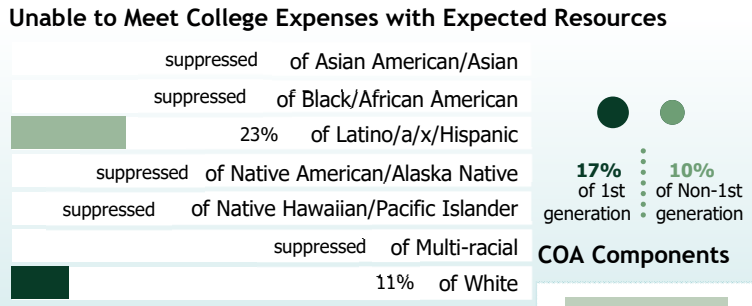 Unable to Meet College Expenses with Expected Resources
suppressed of Asian American/Asian
suppressed of Black/African American
23% of Latino/a/x/Hispanic
suppressed of Native American/Alaska Native
suppressed of Native Hawaiian/Pacific Islander
suppressed of Multi-racial
11% of White
17% 10%
of 1st of Non-1st
generation generation
COA Components